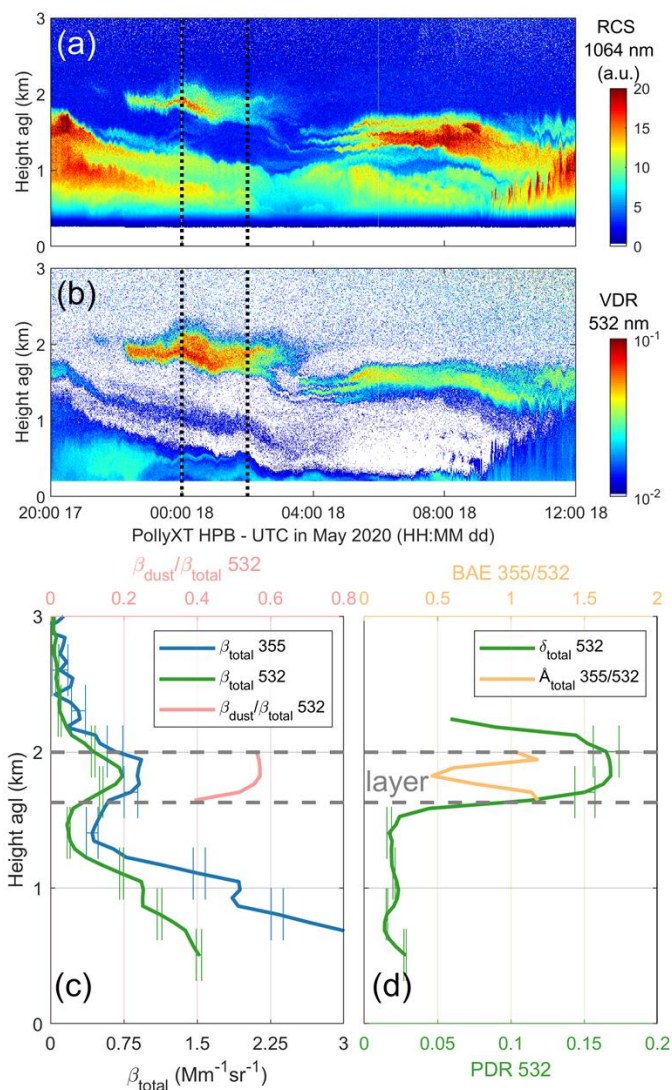 (a)
RCS
1064 nm
(a.u.)
Height agl (km)
3
2
1
0
20
15
10
5
0
(b)
VDR
532 nm
Height agl (km)
3
2
1
0
10⁻¹
10⁻²
20:00 17 00:00 18 04:00 18 08:00 18 12:00 18
PollyXT HPB - UTC in May 2020 (HH:MM dd)
β_dust/β_total 532
0 0.2 0.4 0.6 0.8
BAE 355/532
0 0.5 1 1.5 2
Height agl (km)
3
2
1
0
β_total 355
β_total 532
β_dust/β_total 532
δ_total 532
Å_total 355/532
layer
(c)
(d)
0 0.75 1.5 2.25 3
β_total (Mm⁻¹sr⁻¹)
0 0.05 0.1 0.15 0.2
PDR 532